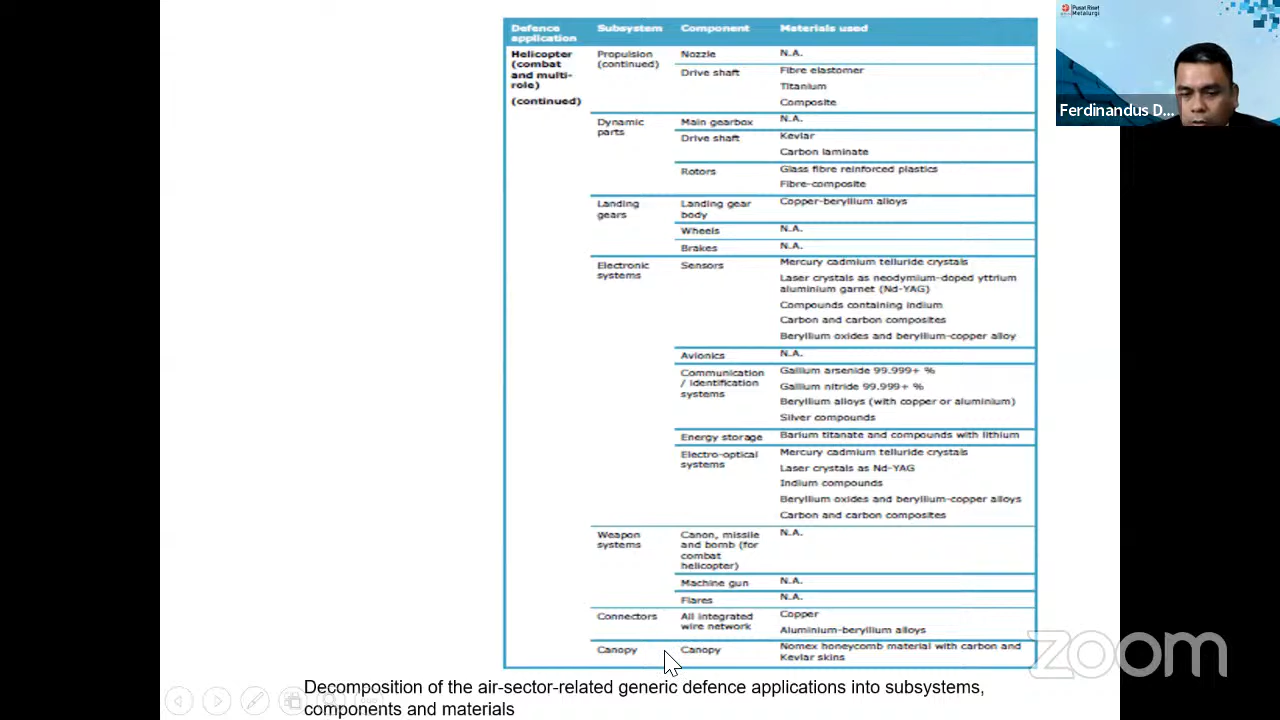 Defence application Subsystem Component Materials used
Helicopter (combat and multi-role) (continued) Propulsion (continued) Nozzle N.A.
Drive shaft Fibre elastomer
Titanium
Composite
Dynamic parts Main gearbox N.A.
Drive shaft Kevlar
Carbon laminate
Rotors Glass fibre reinforced plastics
Fibre-composite
Landing gears Landing gear body Copper-beryllium alloys
Wheels N.A.
Brakes N.A.
Electronic systems Sensors Mercury cadmium telluride crystals
Laser crystals as neodymium-doped yttrium
aluminium garnet (Nd-YAG)
Compounds containing indium
Carbon and carbon composites
Beryllium oxides and beryllium-copper alloy
Avionics N.A.
Communication / identification systems Gallium arsenide 99.999+ %
Gallium nitride 99.999+ %
Beryllium alloys (with copper or aluminium)
Silver compounds
Energy storage Barium titanate and compounds with lithium
Electro-optical systems Mercury cadmium telluride crystals
Laser crystals as Nd-YAG
Indium compounds
Beryllium oxides and beryllium-copper alloys
Carbon and carbon composites
Weapon systems Canon, missile and bomb (for combat helicopter) N.A.
Machine gun N.A.
Flares N.A.
Connectors All integrated wire network Copper
Aluminium-beryllium alloys
Canopy Canopy Nomex honeycomb material with carbon and
Kevlar skins
Decomposition of the air-sector-related generic defence applications into subsystems,
components and materials
Pusat Riset
Metalurgi
Ferdinandus D...
zoom